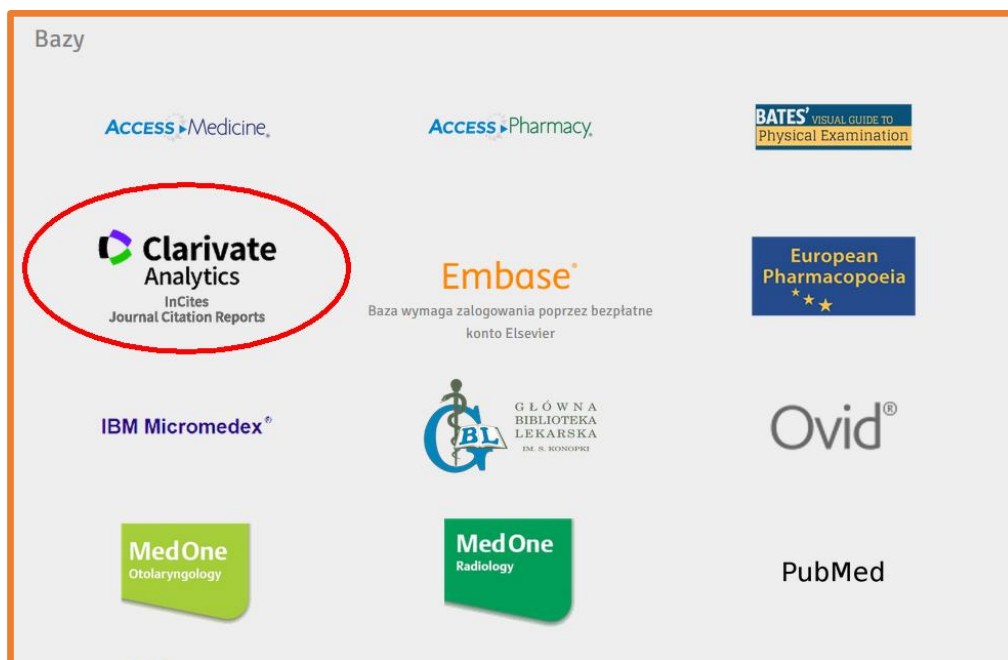 Bazy
ACCESS Medicine®
ACCESS Pharmacy®
BATES' VISUAL GUIDE TO
Physical Examination
Clarivate
Analytics
InCites
Journal Citation Reports
Embase®
Baza wymaga zalogowania poprzez bezpłatne
konto Elsevier
European
Pharmacopoeia
IBM Micromedex®
GBL
GŁÓWNA
BIBLIOTEKA
LEKARSKA
IM. S. KONOPKI
Ovid®
MedOne
Otolaryngology
MedOne
Radiology
PubMed